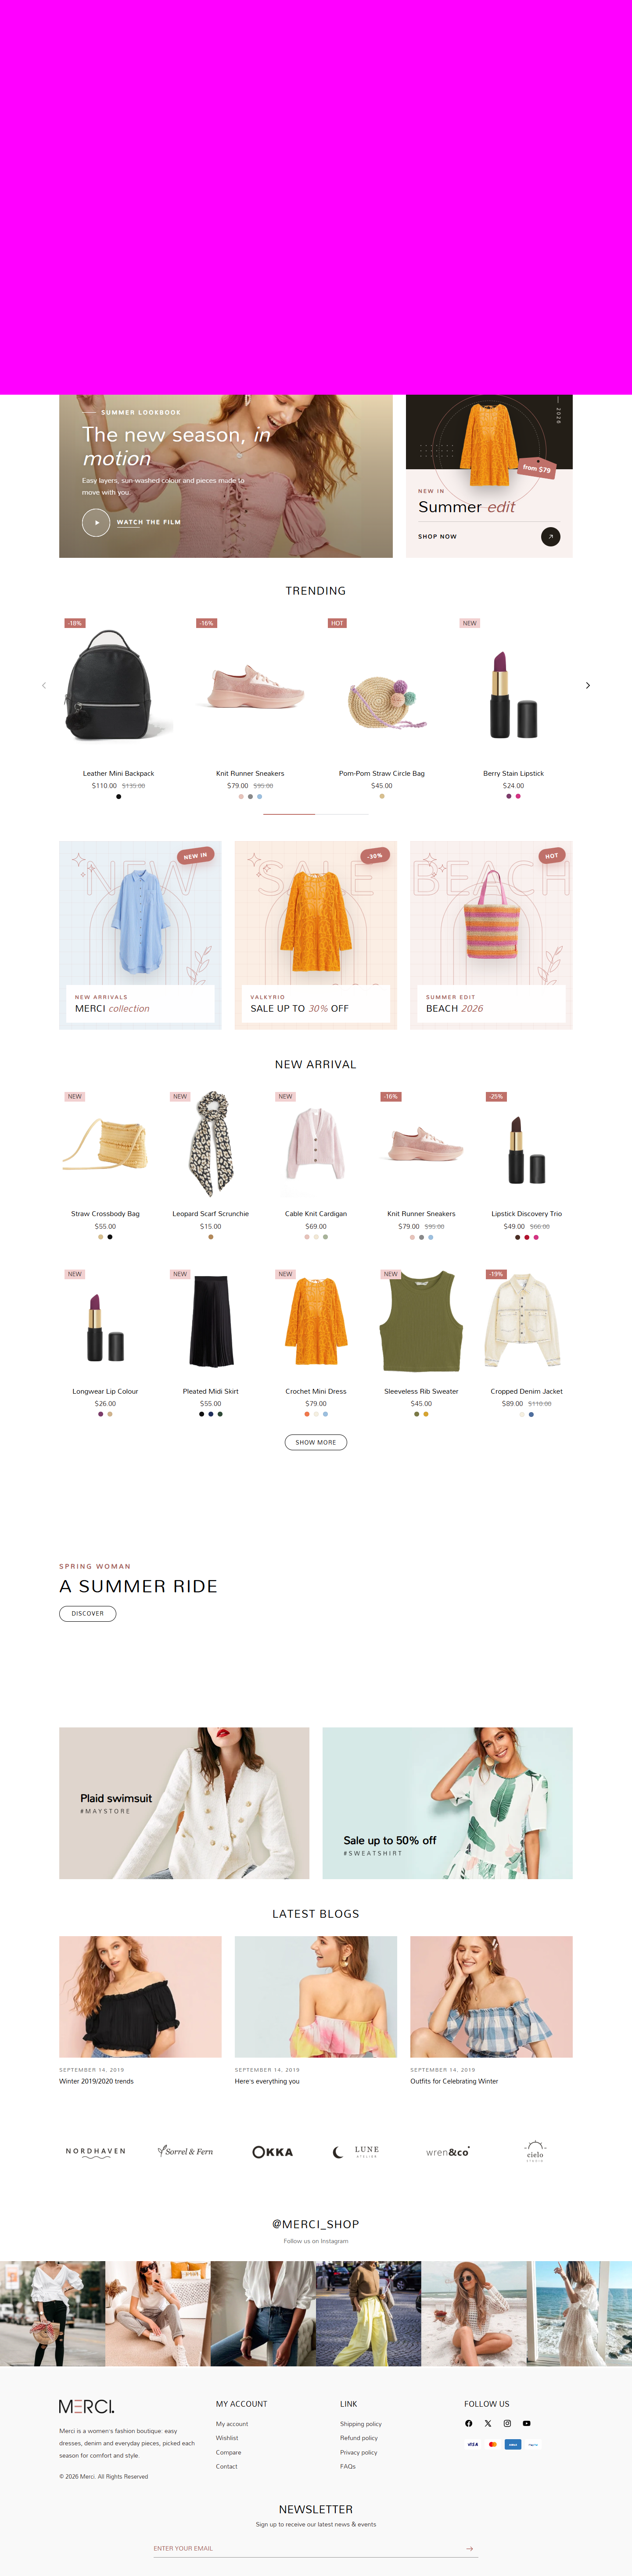 SUMMER LOOKBOOK
The new season, in
motion
Easy layers, sun-washed colour and pieces made to
move with you.
WATCH THE FILM
2026
from $79
NEW IN
Summer edit
SHOP NOW
TRENDING
-18%
-16%
HOT
NEW
Leather Mini Backpack
$110.00 $135.00
Knit Runner Sneakers
$79.00 $95.00
Pom-Pom Straw Circle Bag
$45.00
Berry Stain Lipstick
$24.00
NEW
NEW IN
NEW ARRIVALS
MERCI collection
SALE
-30%
VALKYRIO
SALE UP TO 30% OFF
BEACH
HOT
SUMMER EDIT
BEACH 2026
NEW ARRIVAL
NEW
NEW
NEW
-16%
-25%
Straw Crossbody Bag
$55.00
Leopard Scarf Scrunchie
$15.00
Cable Knit Cardigan
$69.00
Knit Runner Sneakers
$79.00 $95.00
Lipstick Discovery Trio
$49.00 $66.00
NEW
NEW
NEW
NEW
-19%
Longwear Lip Colour
$26.00
Pleated Midi Skirt
$55.00
Crochet Mini Dress
$79.00
Sleeveless Rib Sweater
$45.00
Cropped Denim Jacket
$89.00 $110.00
SHOW MORE
SPRING WOMAN
A SUMMER RIDE
DISCOVER
Plaid swimsuit
#MAYSTORE
Sale up to 50% off
#SWEATSHIRT
LATEST BLOGS
SEPTEMBER 14, 2019
Winter 2019/2020 trends
SEPTEMBER 14, 2019
Here's everything you
SEPTEMBER 14, 2019
Outfits for Celebrating Winter
NORDHAVEN
Sorrel & Fern
OKKA
LUNE
ATELIER
wren&co
cielo
STUDIO
@MERCI_SHOP
Follow us on Instagram
MERCI.
Merci is a women's fashion boutique: easy
dresses, denim and everyday pieces, picked each
season for comfort and style.
© 2026 Merci. All Rights Reserved
MY ACCOUNT
My account
Wishlist
Compare
Contact
LINK
Shipping policy
Refund policy
Privacy policy
FAQs
FOLLOW US
VISA
NEWSLETTER
Sign up to receive our latest news & events
ENTER YOUR EMAIL